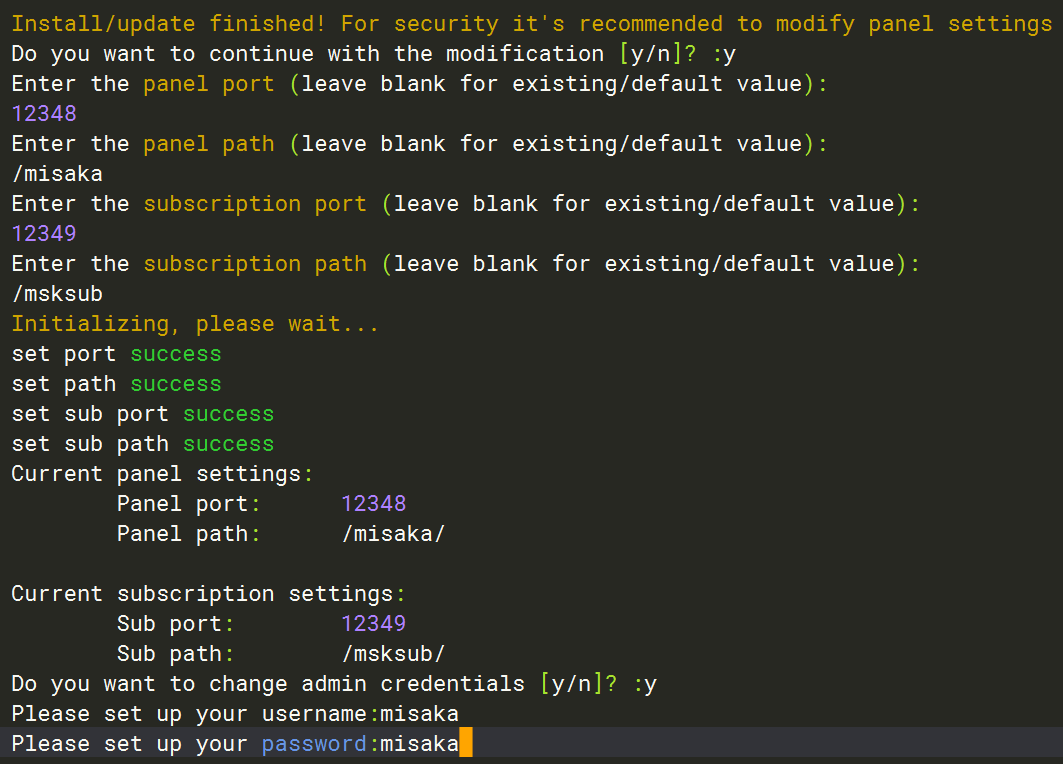 Install/update finished! For security it's recommended to modify panel settings
Do you want to continue with the modification [y/n]? :y
Enter the panel port (leave blank for existing/default value):
12348
Enter the panel path (leave blank for existing/default value):
/misaka
Enter the subscription port (leave blank for existing/default value):
12349
Enter the subscription path (leave blank for existing/default value):
/msksub
Initializing, please wait...
set port success
set path success
set sub port success
set sub path success
Current panel settings:
Panel port: 12348
Panel path: /misaka/
Current subscription settings:
Sub port: 12349
Sub path: /msksub/
Do you want to change admin credentials [y/n]? :y
Please set up your username:misaka
Please set up your password:misaka